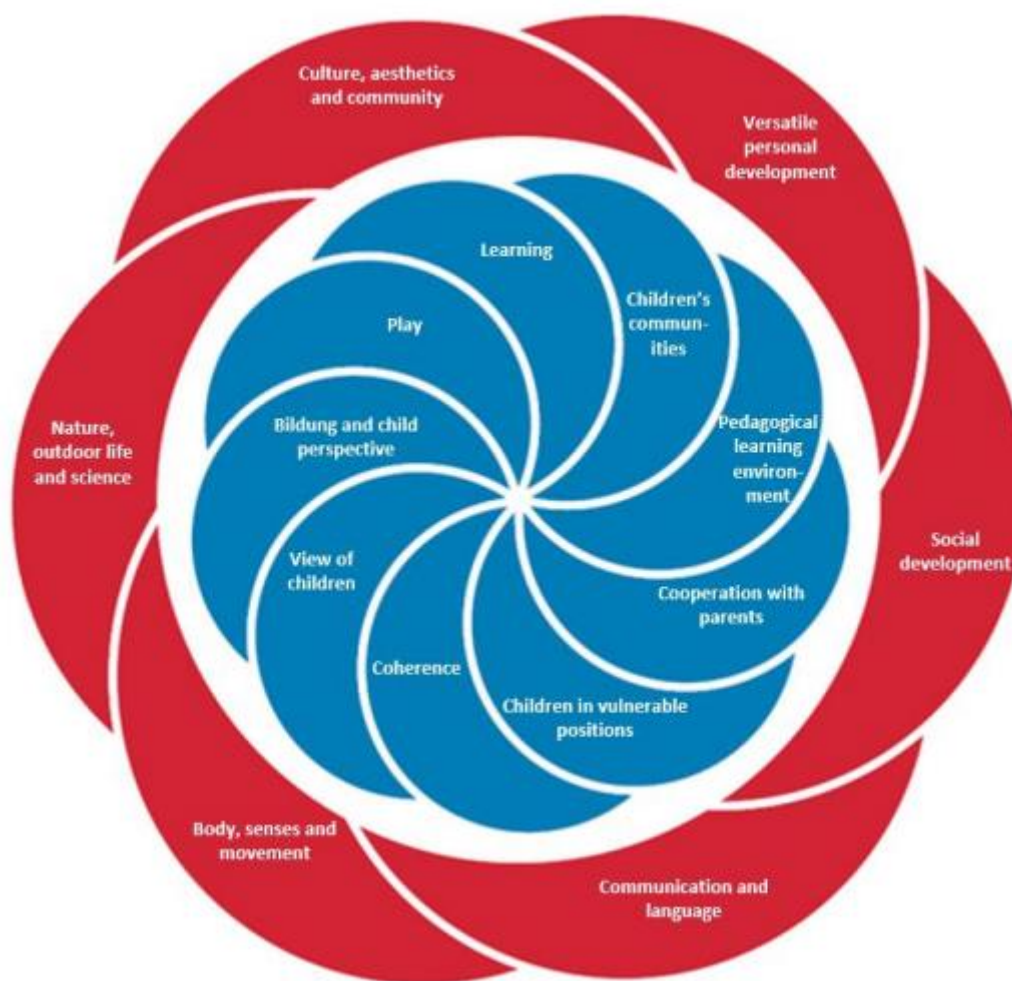 Culture, aesthetics
and community
Versatile
personal
development
Social
development
Communication and
language
Body, senses and
movement
Nature,
outdoor life
and science
Learning
Children's
commun-
ities
Pedagogical
learning
environ-
ment
Cooperation with
parents
Children in vulnerable
positions
Coherence
View of
children
Bildung and child
perspective
Play